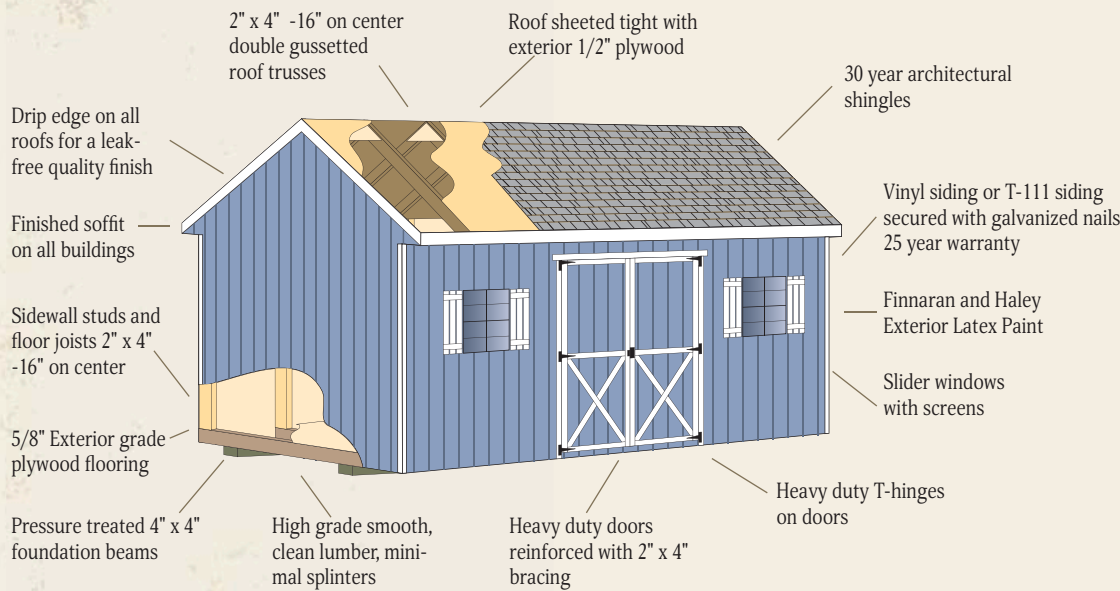 2" x 4" -16" on center
double gussetted
roof trusses
Roof sheeted tight with
exterior 1/2" plywood
30 year architectural
shingles
Drip edge on all
roofs for a leak-
free quality finish
Vinyl siding or T-111 siding
secured with galvanized nails
25 year warranty
Finished soffit
on all buildings
Finnaran and Haley
Exterior Latex Paint
Sidewall studs and
floor joists 2" x 4"
-16" on center
Slider windows
with screens
5/8" Exterior grade
plywood flooring
Heavy duty T-hinges
on doors
Pressure treated 4" x 4"
foundation beams
High grade smooth,
clean lumber, mini-
mal splinters
Heavy duty doors
reinforced with 2" x 4"
bracing